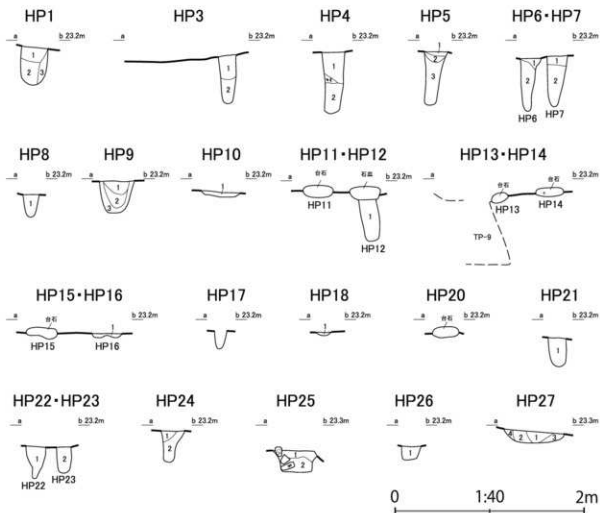 HP1 HP3 HP4 HP5 HP6・HP7
a b 23.2m a b 23.2m a b 23.2m a b 23.2m a b 23.2m
1 2 3 1 2 1 2 1 2 3 1 1 2 2
HP6 HP7
HP8 HP9 HP10 HP11・HP12 HP13・HP14
a b 23.2m a b 23.2m a b 23.2m a b 23.2m a b 23.2m
1 1 2 3 1 台石 石皿 1 台石 台石
HP11 HP12 HP13 HP14
TP-9
HP15・HP16 HP17 HP18 HP20 HP21
a b 23.2m a b 23.2m a b 23.2m a b 23.2m a b 23.2m
台石 1 1 台石 1
HP15 HP16
HP22・HP23 HP24 HP25 HP26 HP27
a b 23.2m a b 23.2m a b 23.3m a b 23.2m a b 23.3m
1 2 1 2 1 2 1 4 2 1 3
HP22 HP23
0 1:40 2m